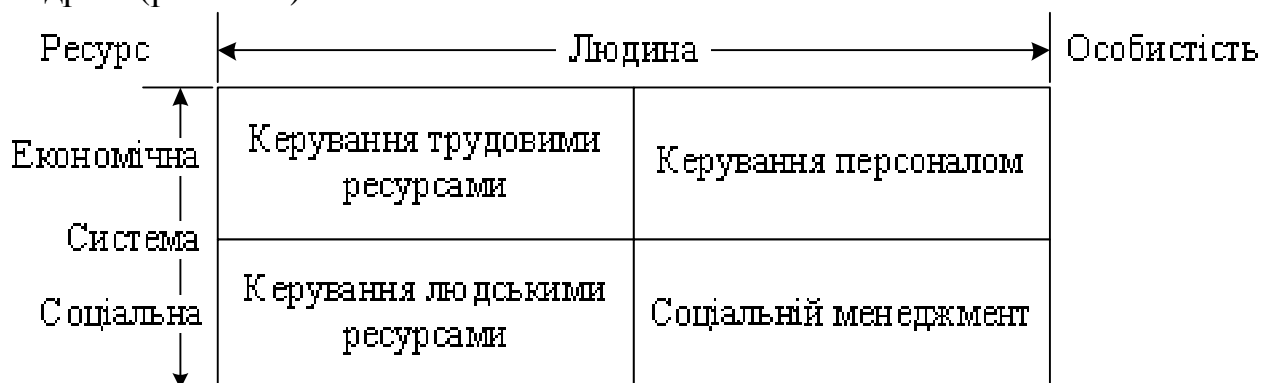 Ресурс Людина Особистість
Економічна Керування трудовими ресурсами Керування персоналом
Система
Соціальна Керування людськими ресурсами Соціальній менеджмент